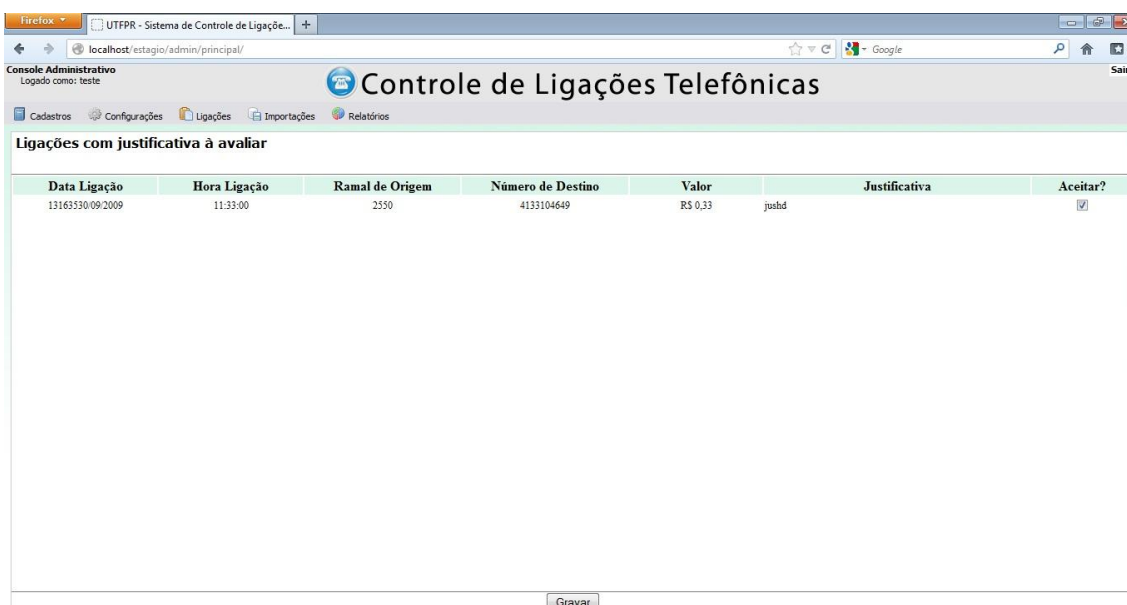 Firefox
UTFPR - Sistema de Controle de Ligaçõe... +
localhost/estagio/admin/principal/ Google
Console Administrativo
Logado como: teste
Sair
Controle de Ligações Telefônicas
Cadastros Configurações Ligações Importações Relatórios
Ligações com justificativa à avaliar
Data Ligação Hora Ligação Ramal de Origem Número de Destino Valor Justificativa Aceitar?
13163530/09/2009 11:33:00 2550 4133104649 R$ 0,33 jushd
Gravar